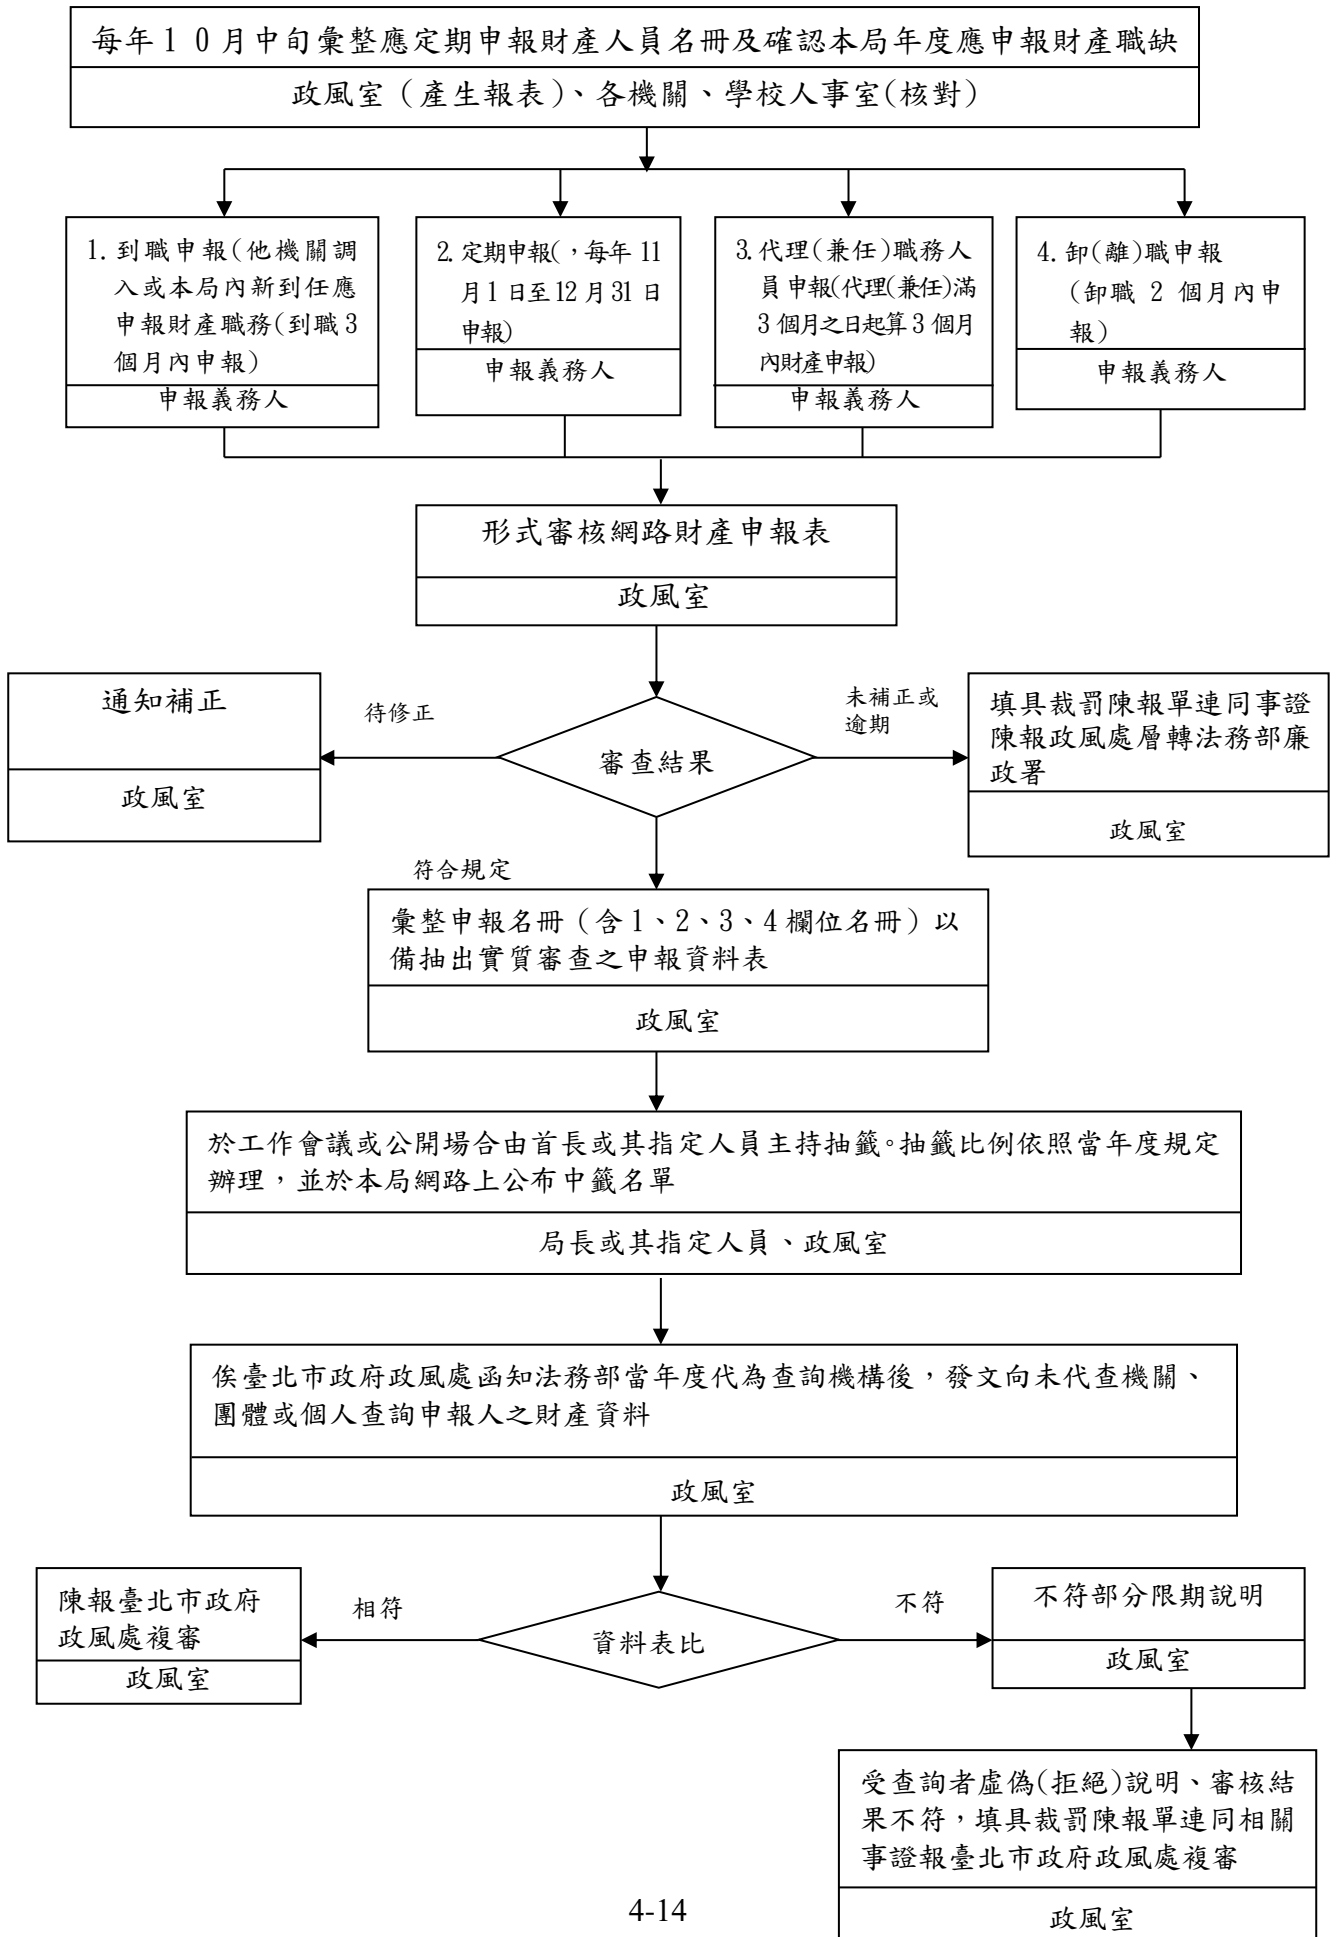 每年10月中旬彙整應定期申報財產人員名冊及確認本局年度應申報財產職缺
政風室（產生報表）、各機關、學校人事室(核對)
1.到職申報(他機關調
入或本局內新到任應
申報財產職務(到職3
個月內申報)
申報義務人
2.定期申報(，每年11
月1日至12月31日
申報)
申報義務人
3.代理(兼任)職務人
員申報(代理(兼任)滿
3個月之日起算3個月
內財產申報)
申報義務人
4.卸(離)職申報
(卸職 2 個月內申
報)
申報義務人
形式審核網路財產申報表
政風室
通知補正
政風室
待修正
審查結果
未補正或
逾期
填具裁罰陳報單連同事證
陳報政風處層轉法務部廉
政署
政風室
符合規定
彙整申報名冊（含1、2、3、4欄位名冊）以
備抽出實質審查之申報資料表
政風室
於工作會議或公開場合由首長或其指定人員主持抽籤。抽籤比例依照當年度規定
辦理，並於本局網路上公布中籤名單
局長或其指定人員、政風室
俟臺北市政府政風處函知法務部當年度代為查詢機構後，發文向未代查機關、
團體或個人查詢申報人之財產資料
政風室
陳報臺北市政府
政風處複審
政風室
相符
資料表比
不符
不符部分限期說明
政風室
受查詢者虛偽(拒絕)說明、審核結
果不符，填具裁罰陳報單連同相關
事證報臺北市政府政風處複審
政風室
4-14